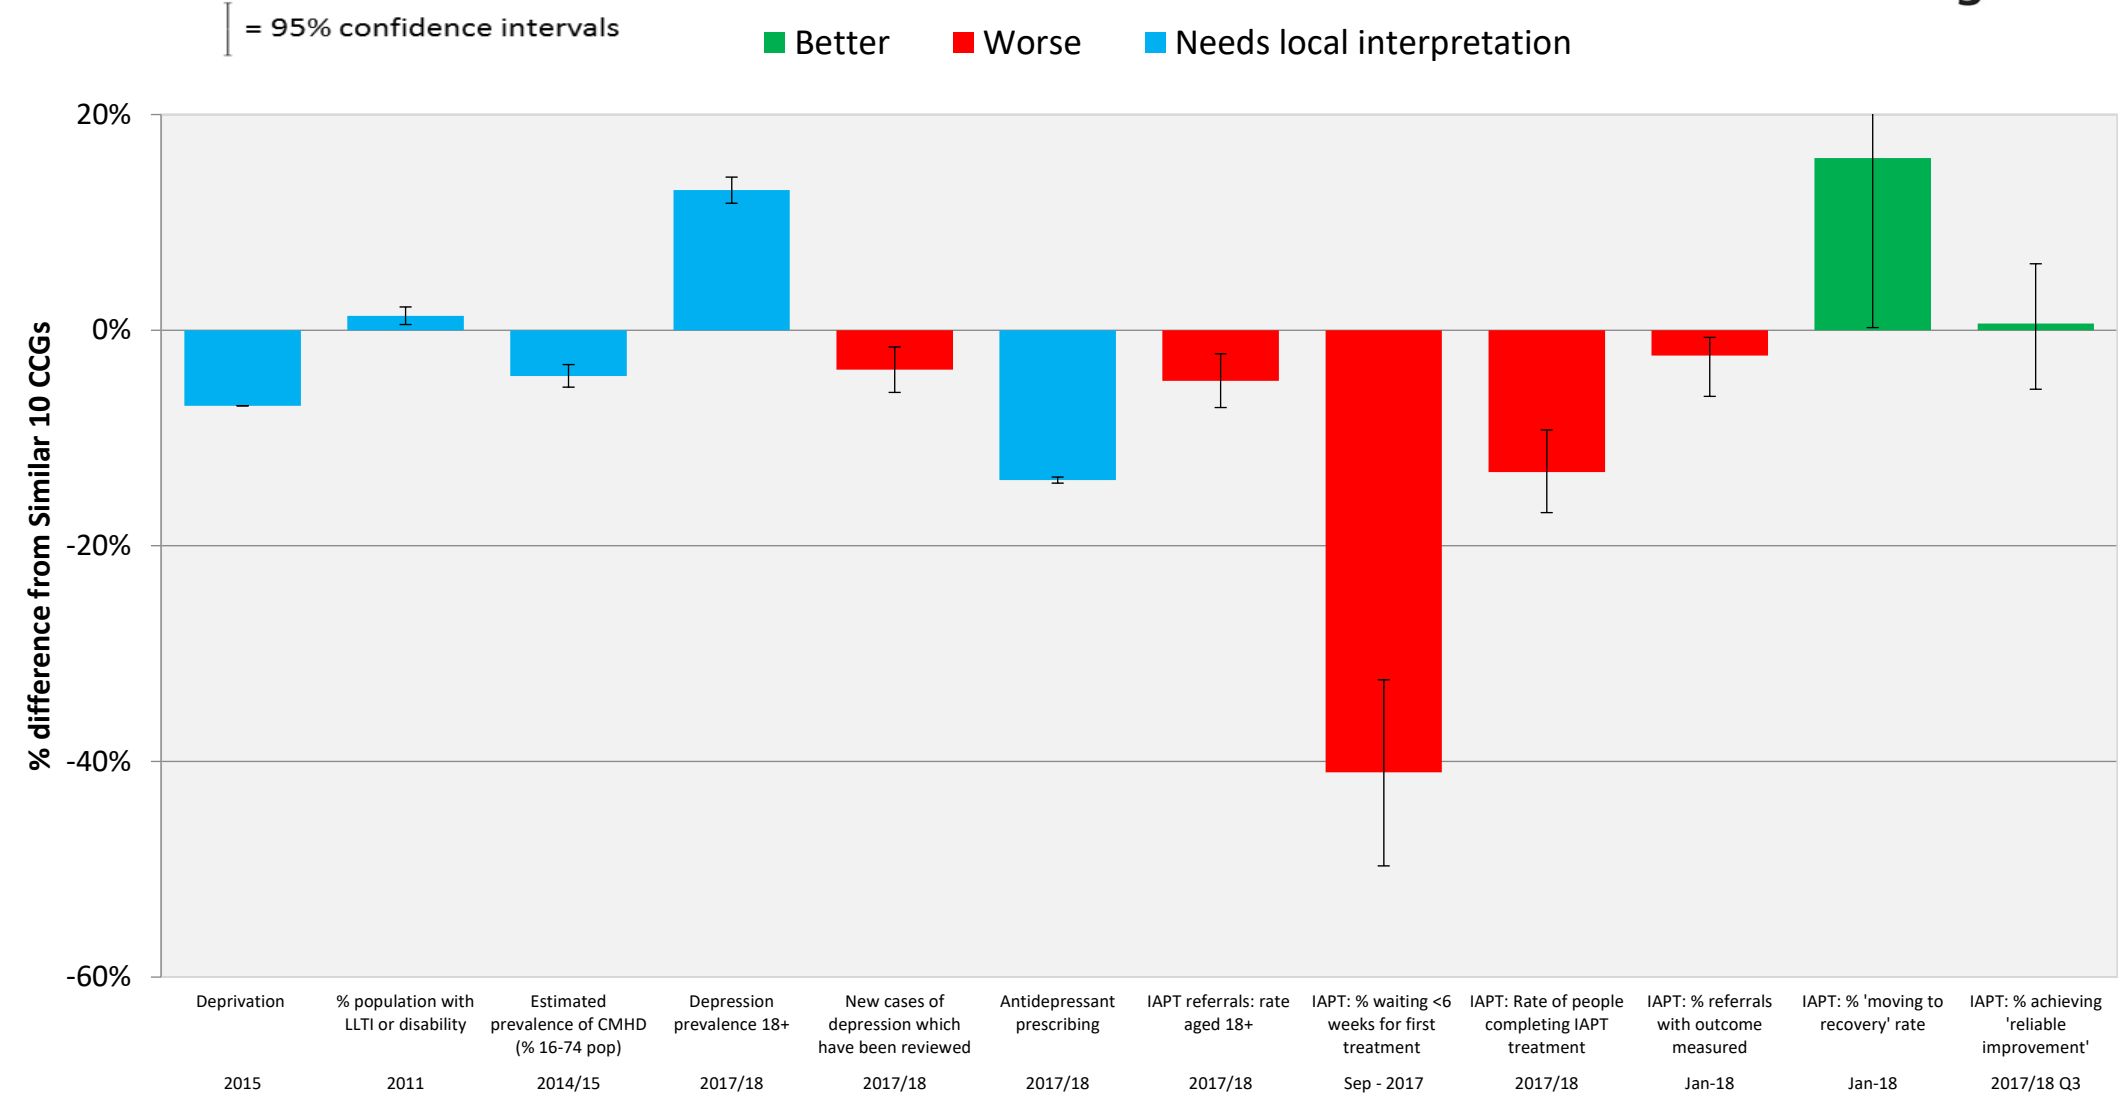 = 95% confidence intervals
Better
Worse
Needs local interpretation
% difference from Similar 10 CCGs
20%
0%
-20%
-40%
-60%
Deprivation
2015
% population with
LLTI or disability
2011
Estimated
prevalence of CMHD
(% 16-74 pop)
2014/15
Depression
prevalence 18+
2017/18
New cases of
depression which
have been reviewed
2017/18
Antidepressant
prescribing
2017/18
IAPT referrals: rate
aged 18+
2017/18
IAPT: % waiting <6
weeks for first
treatment
Sep - 2017
IAPT: Rate of people
completing IAPT
treatment
2017/18
IAPT: % referrals
with outcome
measured
Jan-18
IAPT: % 'moving to
recovery' rate
Jan-18
IAPT: % achieving
'reliable
improvement'
2017/18 Q3